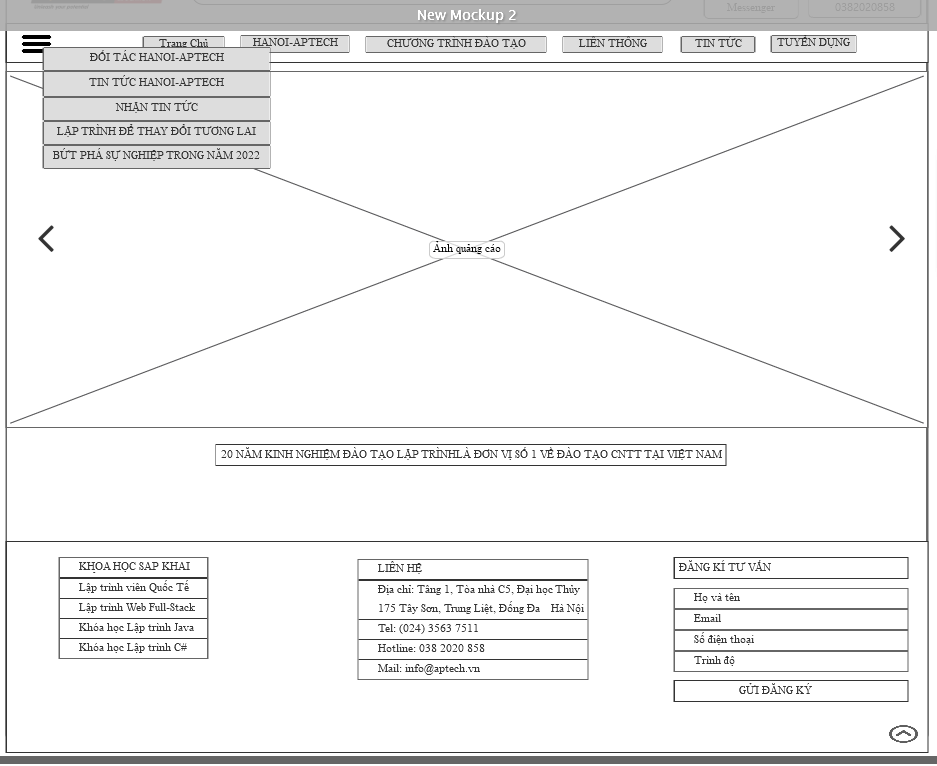 New Mockup 2
Messenger
0382020858
Trang Chủ
HANOI-APTECH
CHƯƠNG TRÌNH ĐÀO TẠO
LIÊN THÔNG
TIN TỨC
TUYỂN DỤNG
ĐỐI TÁC HANOI-APTECH
TIN TỨC HANOI-APTECH
NHẬN TIN TỨC
LẬP TRÌNH ĐỂ THAY ĐỔI TƯƠNG LAI
BỨT PHÁ SỰ NGHIỆP TRONG NĂM 2022
Ảnh quảng cáo
20 NĂM KINH NGHIỆM ĐÀO TẠO LẬP TRÌNHLÀ ĐƠN VỊ SỐ 1 VỀ ĐÀO TẠO CNTT TẠI VIỆT NAM
KHỌA HỌC SAP KHAI
Lập trình viên Quốc Tế
Lập trình Web Full-Stack
Khóa học Lập trình Java
Khóa học Lập trình C#
LIÊN HỆ
Địa chỉ: Tầng 1, Tòa nhà C5, Đại học Thủy
175 Tây Sơn, Trung Liệt, Đống Đa Hà Nội
Tel: (024) 3563 7511
Hotline: 038 2020 858
Mail: info@aptech.vn
ĐĂNG KÍ TƯ VẤN
Họ và tên
Email
Số điện thoại
Trình độ
GỬI ĐĂNG KÝ